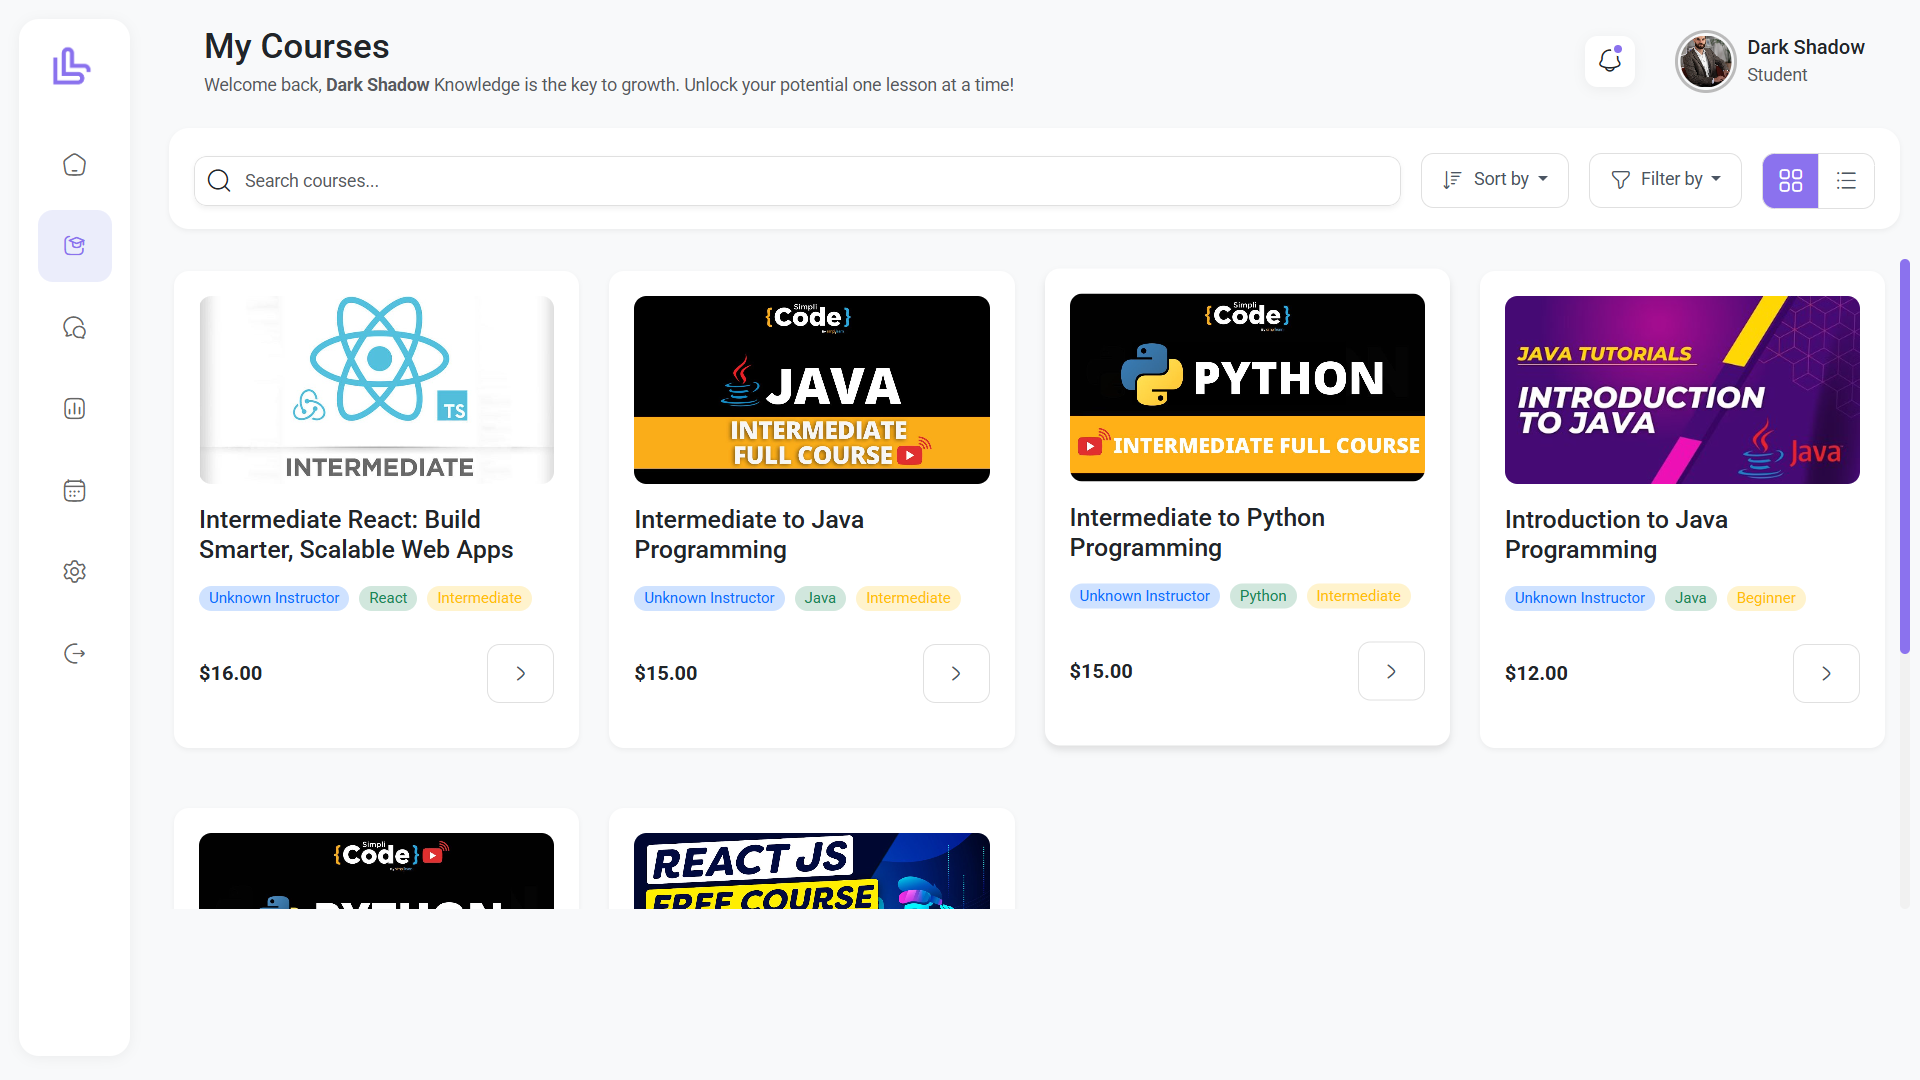 My Courses
Welcome back, Dark Shadow Knowledge is the key to growth. Unlock your potential one lesson at a time!
Dark Shadow
Student
Search courses...
Sort by
Filter by
TS
INTERMEDIATE
Intermediate React: Build
Smarter, Scalable Web Apps
Unknown Instructor React Intermediate
$16.00
Simpli
{Code}
JAVA
INTERMEDIATE
FULL COURSE
Intermediate to Java
Programming
Unknown Instructor Java Intermediate
$15.00
Simpli
{Code}
PYTHON
INTERMEDIATE FULL COURSE
Intermediate to Python
Programming
Unknown Instructor Python Intermediate
$15.00
JAVA TUTORIALS
INTRODUCTION
TO JAVA
Java
Introduction to Java
Programming
Unknown Instructor Java Beginner
$12.00
Simpli
{Code}
PYTHON
REACT JS
FREE COURSE